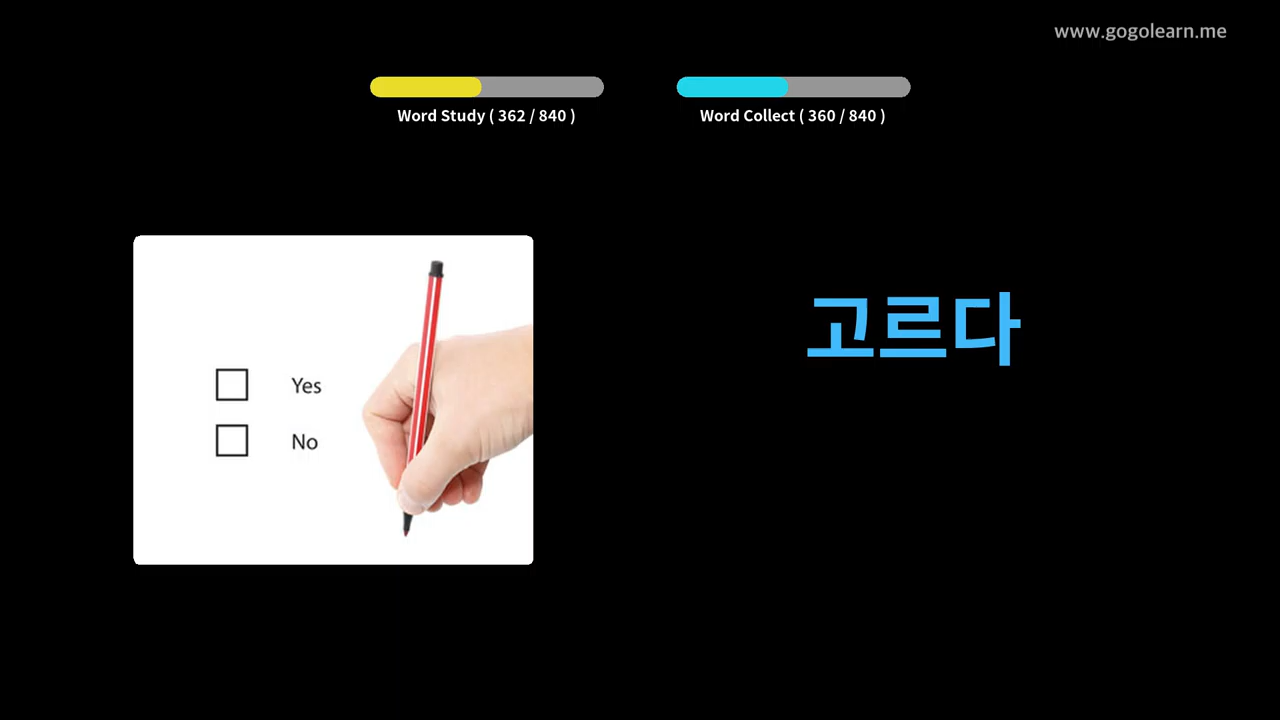 www.gogolearn.me
Word Study ( 362 / 840 )
Word Collect ( 360 / 840 )
Yes
No
고르다